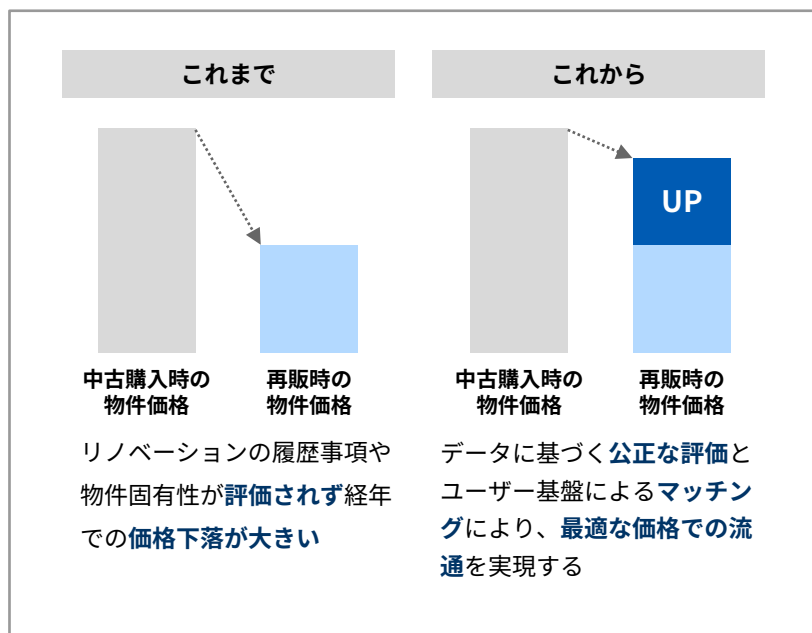 これまで
中古購入時の
物件価格
再販時の
物件価格
リノベーションの履歴事項や
物件固有性が評価されず経年
での価格下落が大きい
これから
UP
中古購入時の
物件価格
再販時の
物件価格
データに基づく公正な評価と
ユーザー基盤によるマッチン
グにより、最適な価格での流
通を実現する